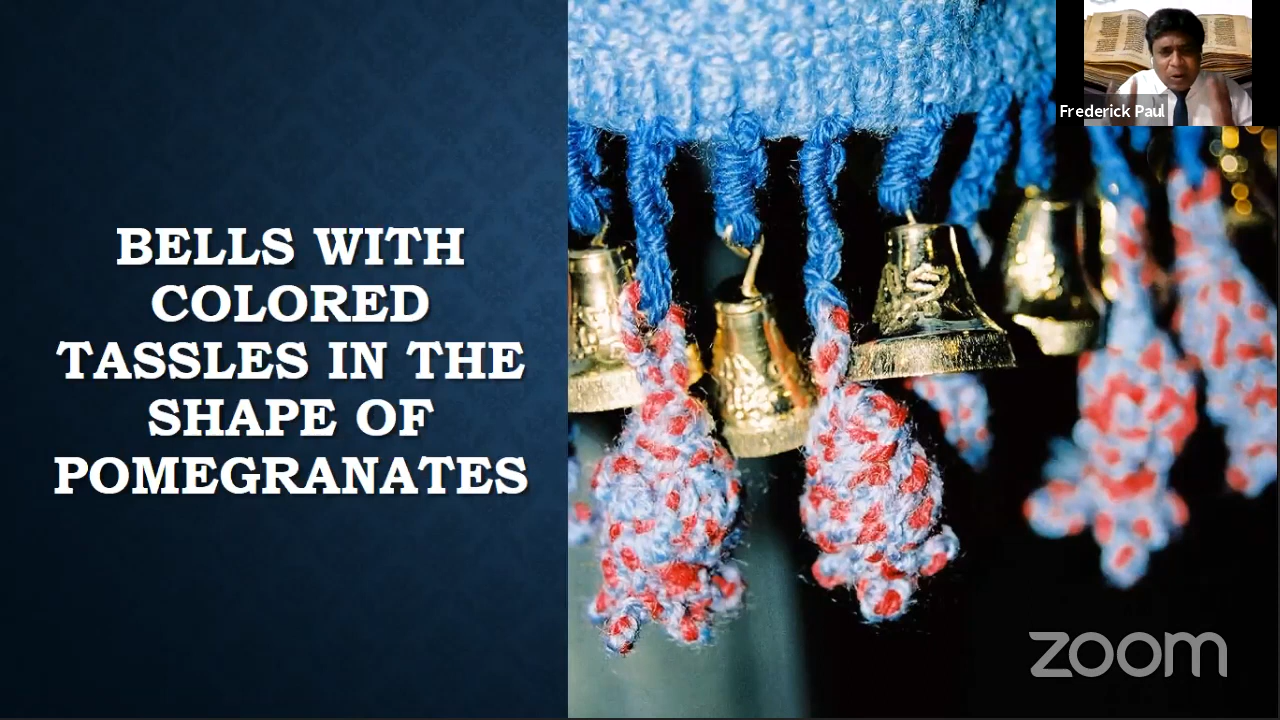 BELLS WITH
COLORED
TASSLES IN THE
SHAPE OF
POMEGRANATES
Frederick Paul
zoom